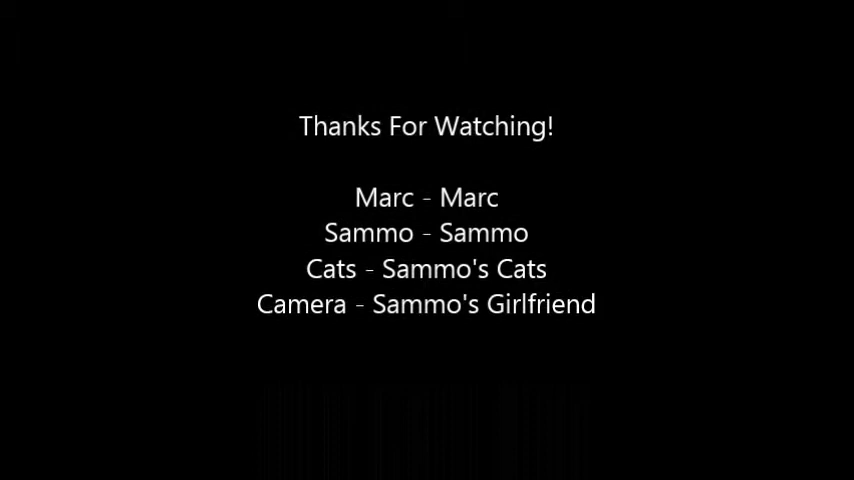 Thanks For Watching!
Marc - Marc
Sammo - Sammo
Cats - Sammo's Cats
Camera - Sammo's Girlfriend